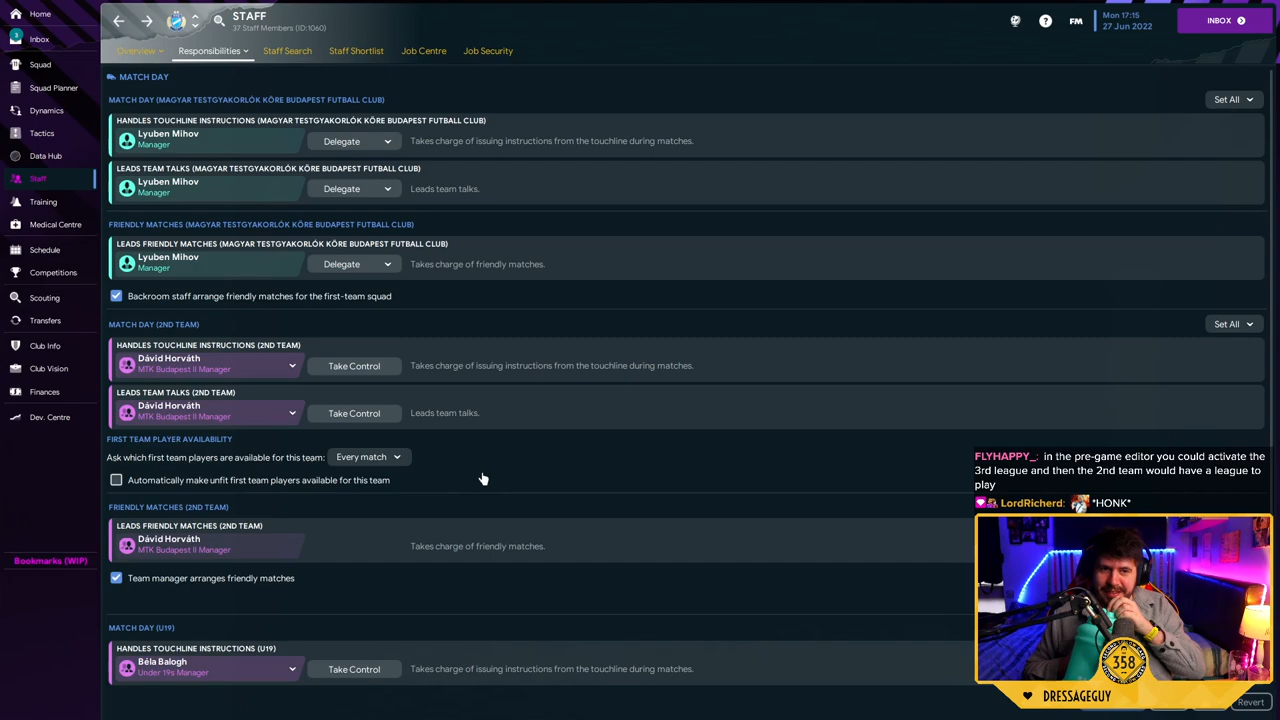 Home
Inbox
3
Squad
Squad Planner
Dynamics
Tactics
Data Hub
Staff
Training
Medical Centre
Schedule
Competitions
Scouting
Transfers
Club Info
Club Vision
Finances
Dev. Centre
Bookmarks (WIP)
STAFF
37 Staff Members (ID:1060)
FM
Mon 17:15
27 Jun 2022
INBOX
Overview
Responsibilities
Staff Search
Staff Shortlist
Job Centre
Job Security
MATCH DAY
MATCH DAY (MAGYAR TESTGYAKORLÓK KÖRE BUDAPEST FUTBALL CLUB)
Set All
HANDLES TOUCHLINE INSTRUCTIONS (MAGYAR TESTGYAKORLÓK KÖRE BUDAPEST FUTBALL CLUB)
Lyuben Mihov
Manager
Delegate
Takes charge of issuing instructions from the touchline during matches.
LEADS TEAM TALKS (MAGYAR TESTGYAKORLÓK KÖRE BUDAPEST FUTBALL CLUB)
Lyuben Mihov
Manager
Delegate
Leads team talks.
FRIENDLY MATCHES (MAGYAR TESTGYAKORLÓK KÖRE BUDAPEST FUTBALL CLUB)
LEADS FRIENDLY MATCHES (MAGYAR TESTGYAKORLÓK KÖRE BUDAPEST FUTBALL CLUB)
Lyuben Mihov
Manager
Delegate
Takes charge of friendly matches.
Backroom staff arrange friendly matches for the first-team squad
MATCH DAY (2ND TEAM)
Set All
HANDLES TOUCHLINE INSTRUCTIONS (2ND TEAM)
Dávid Horváth
MTK Budapest II Manager
Take Control
Takes charge of issuing instructions from the touchline during matches.
LEADS TEAM TALKS (2ND TEAM)
Dávid Horváth
MTK Budapest II Manager
Take Control
Leads team talks.
FIRST TEAM PLAYER AVAILABILITY
Ask which first team players are available for this team:
Every match
Automatically make unfit first team players available for this team
FRIENDLY MATCHES (2ND TEAM)
LEADS FRIENDLY MATCHES (2ND TEAM)
Dávid Horváth
MTK Budapest II Manager
Takes charge of friendly matches.
Team manager arranges friendly matches
MATCH DAY (U19)
HANDLES TOUCHLINE INSTRUCTIONS (U19)
Béla Balogh
Under 19s Manager
Take Control
Takes charge of issuing instructions from the touchline during matches.
FLYHAPPY_: in the pre-game editor you could activate the
3rd league and then the 2nd team would have a league to
play
LordRicherd: *HONK*
358
DRESSAGEGUY
Revert